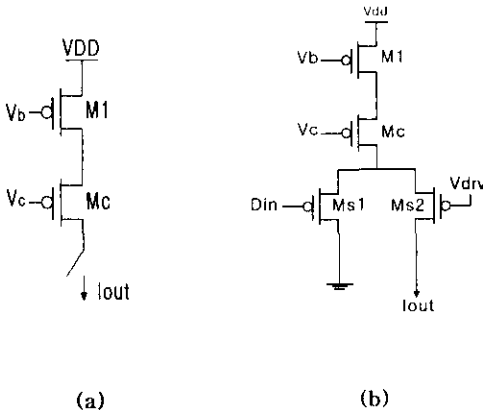 VDD
Vb
M1
Vc
Mc
Iout
(a)
Vdd
Vb
M1
Vc
Mc
Din
Ms1
Ms2
Vdrv
Iout
(b)